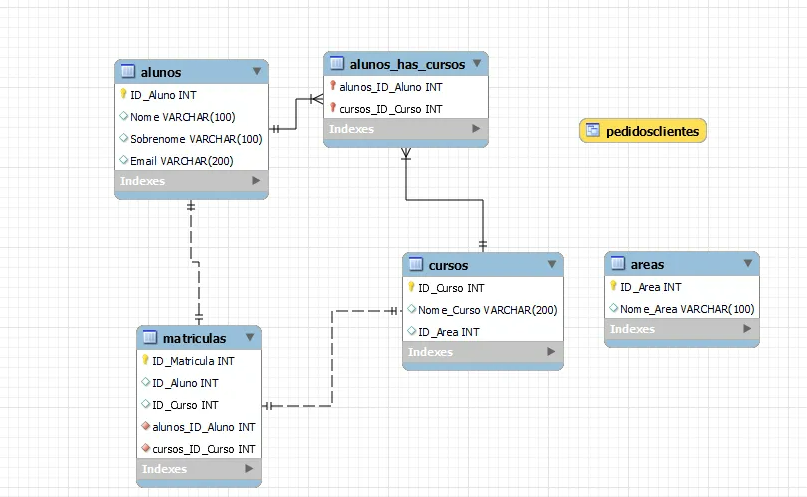 alunos
ID_Aluno INT
Nome VARCHAR(100)
Sobrenome VARCHAR(100)
Email VARCHAR(200)
Indexes
alunos_has_cursos
alunos_ID_Aluno INT
cursos_ID_Curso INT
Indexes
pedidosclientes
cursos
ID_Curso INT
Nome_Curso VARCHAR(200)
ID_Area INT
Indexes
areas
ID_Area INT
Nome_Area VARCHAR(100)
Indexes
matriculas
ID_Matricula INT
ID_Aluno INT
ID_Curso INT
alunos_ID_Aluno INT
cursos_ID_Curso INT
Indexes